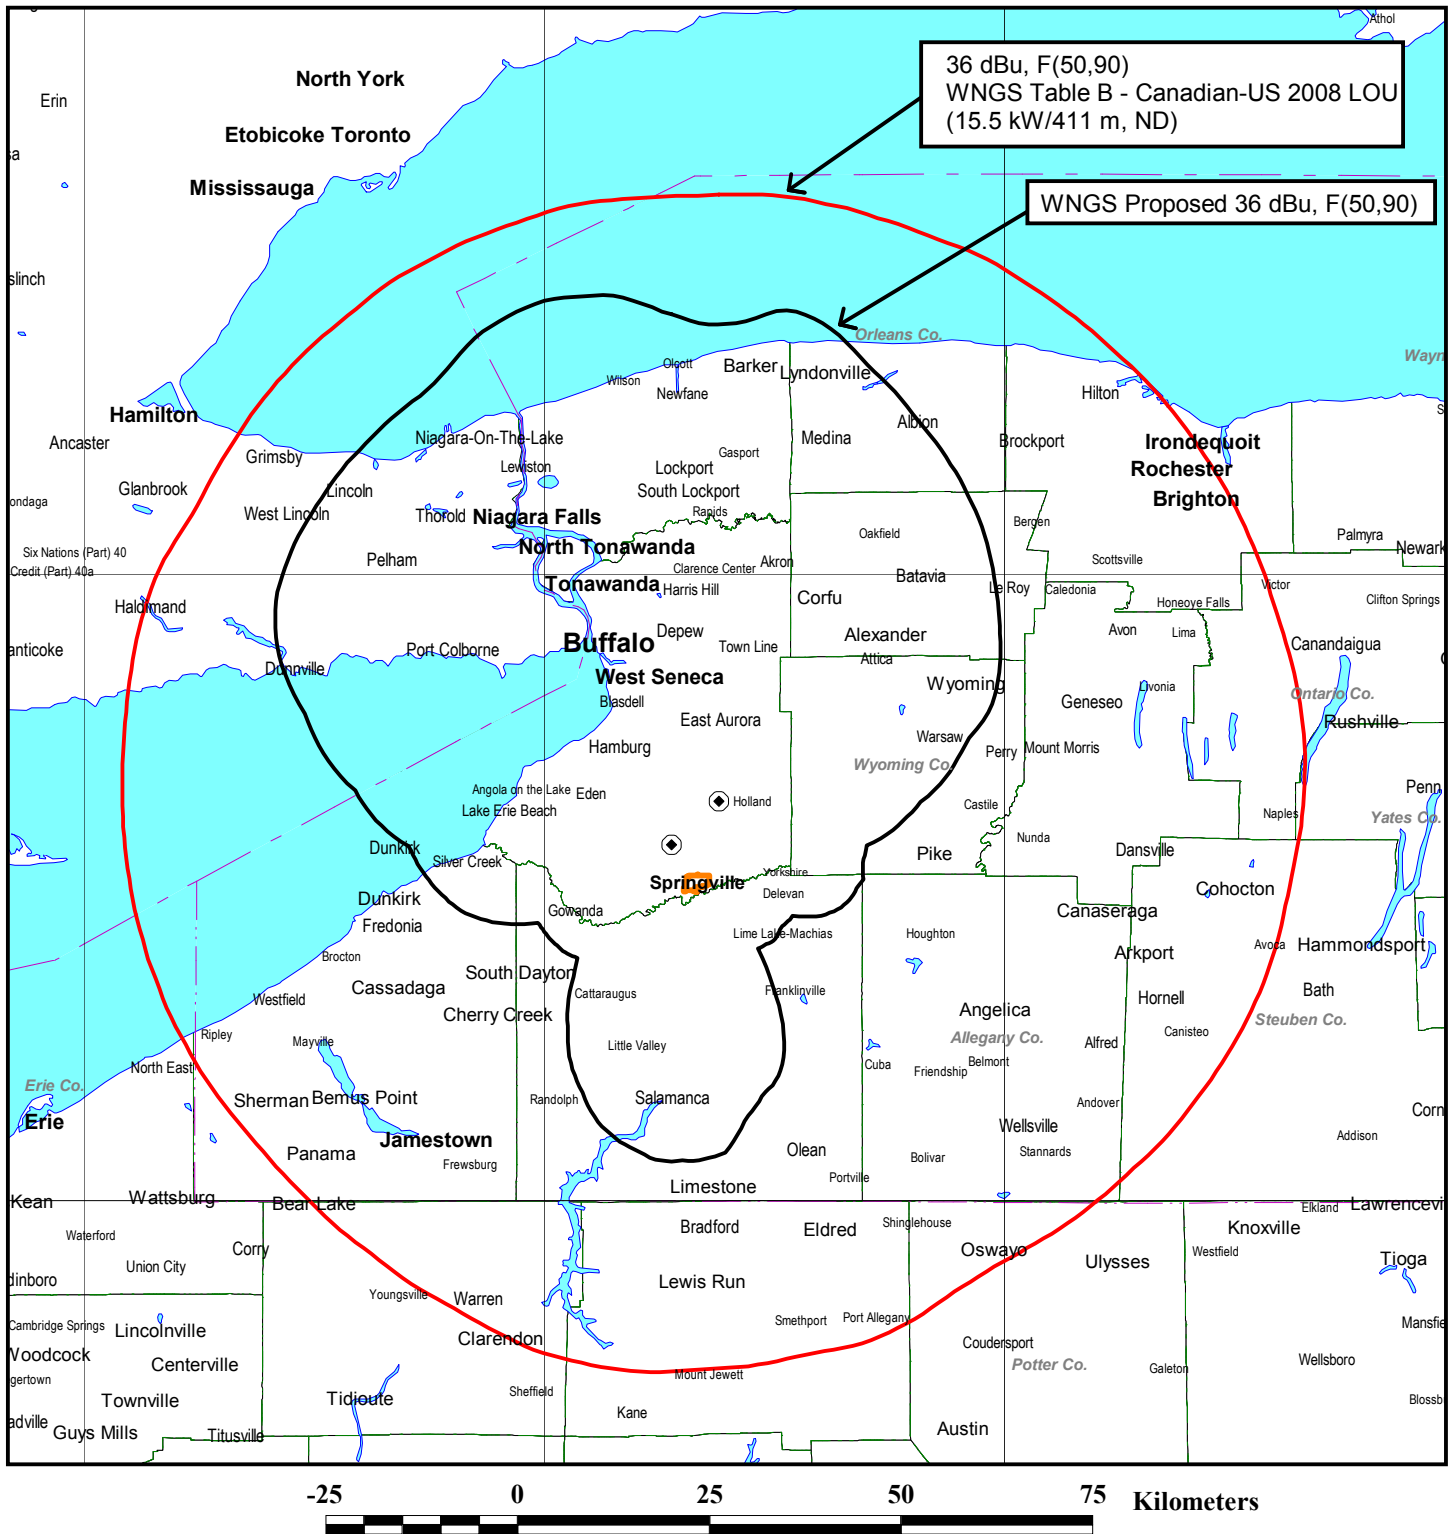 Athol
36 dBu, F(50,90)
WNGS Table B - Canadian-US 2008 LOU
(15.5 kW/411 m, ND)
North York
Erin
Etobicoke Toronto
sa
Mississauga
WNGS Proposed 36 dBu, F(50,90)
slinch
Orleans Co.
Wayn
Olcott
Barker
Lyndonville
Wilson
Newfane
Hilton
Hamilton
Albion
Ancaster
Niagara-On-The-Lake
Medina
Brockport
Irondequoit
Grimsby
Gasport
Lewiston
Lockport
Rochester
Glanbrook
Lincoln
South Lockport
Brighton
ondaga
West Lincoln
Thorold
Niagara Falls
Rapids
Bergen
Oakfield
Palmyra
Six Nations (Part) 40
North Tonawanda
Newark
Pelham
Akron
Scottsville
Credit (Part) 40a
Clarence Center
Batavia
Tonawanda
Harris Hill
Le Roy
Caledonia
Victor
Haldimand
Corfu
Honeoye Falls
Clifton Springs
Depew
Alexander
Avon
Lima
Buffalo
Town Line
Canandaigua
anticoke
Port Colborne
Attica
Dunnville
West Seneca
Wyoming
Livonia
Ontario Co.
Blasdell
Geneseo
East Aurora
Rushville
Hamburg
Warsaw
Perry
Mount Morris
Wyoming Co.
Angola on the Lake
Eden
Penn
Holland
Castile
Lake Erie Beach
Naples
Yates Co.
Nunda
Dunkirk
Pike
Dansville
Silver Creek
Yorkshire
Springville
Delevan
Cohocton
Dunkirk
Gowanda
Canaseraga
Fredonia
Lime Lake-Machias
Houghton
Avoca
Hammondsport
Brocton
Arkport
South Dayton
Cassadaga
Cattaraugus
Franklinville
Hornell
Bath
Westfield
Cherry Creek
Angelica
Steuben Co.
Ripley
Mayville
Little Valley
Allegany Co.
Alfred
Canisteo
North East
Cuba
Belmont
Friendship
Erie Co.
Sherman
Bemus Point
Randolph
Salamanca
Andover
Corn
Erie
Jamestown
Wellsville
Addison
Panama
Olean
Stannards
Frewsburg
Bolivar
Portville
Limestone
Kean
Wattsburg
Bear Lake
Elkland
Lawrencevi
Waterford
Bradford
Eldred
Shinglehouse
Knoxville
Corry
Oswayo
Westfield
Union City
Ulysses
Tioga
dinboro
Lewis Run
Youngsville
Warren
Cambridge Springs
Lincolnville
Smethport
Port Allegany
Mansfie
Clarendon
Coudersport
Woodcock
Centerville
Potter Co.
Galeton
Wellsboro
gertown
Mount Jewett
Townville
Tidioute
Sheffield
Blossb
adville
Kane
Guys Mills
Titusville
Austin
-25 0 25 50 75 Kilometers